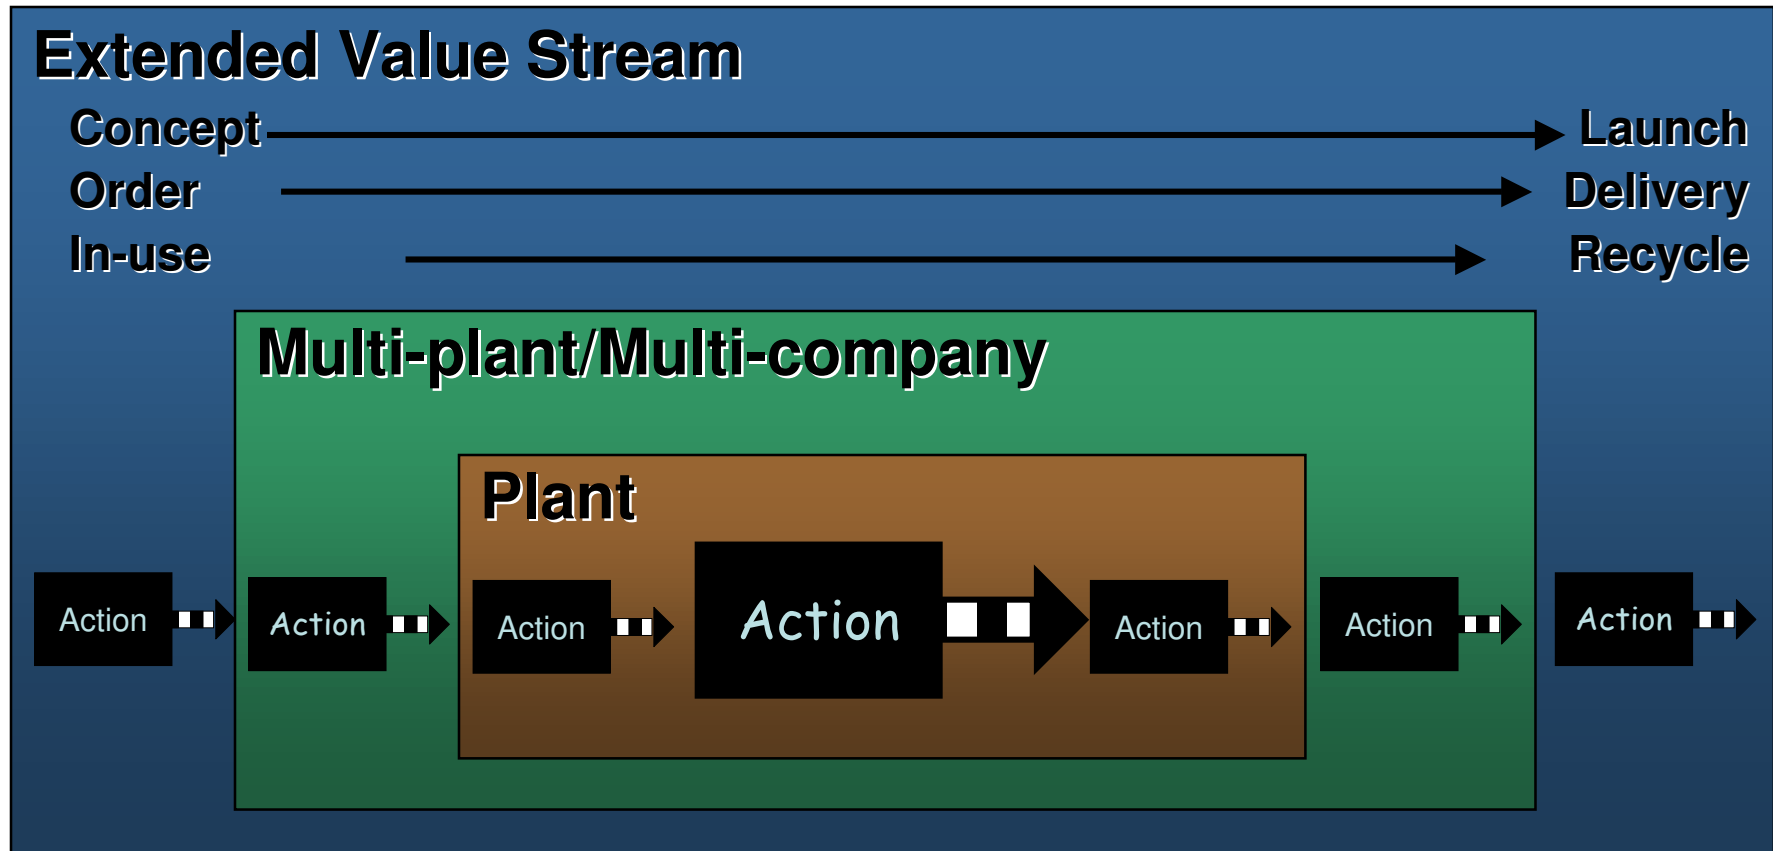 Extended Value Stream
Concept Launch
Order Delivery
In-use Recycle
Multi-plant/Multi-company
Plant
Action Action Action Action Action Action Action